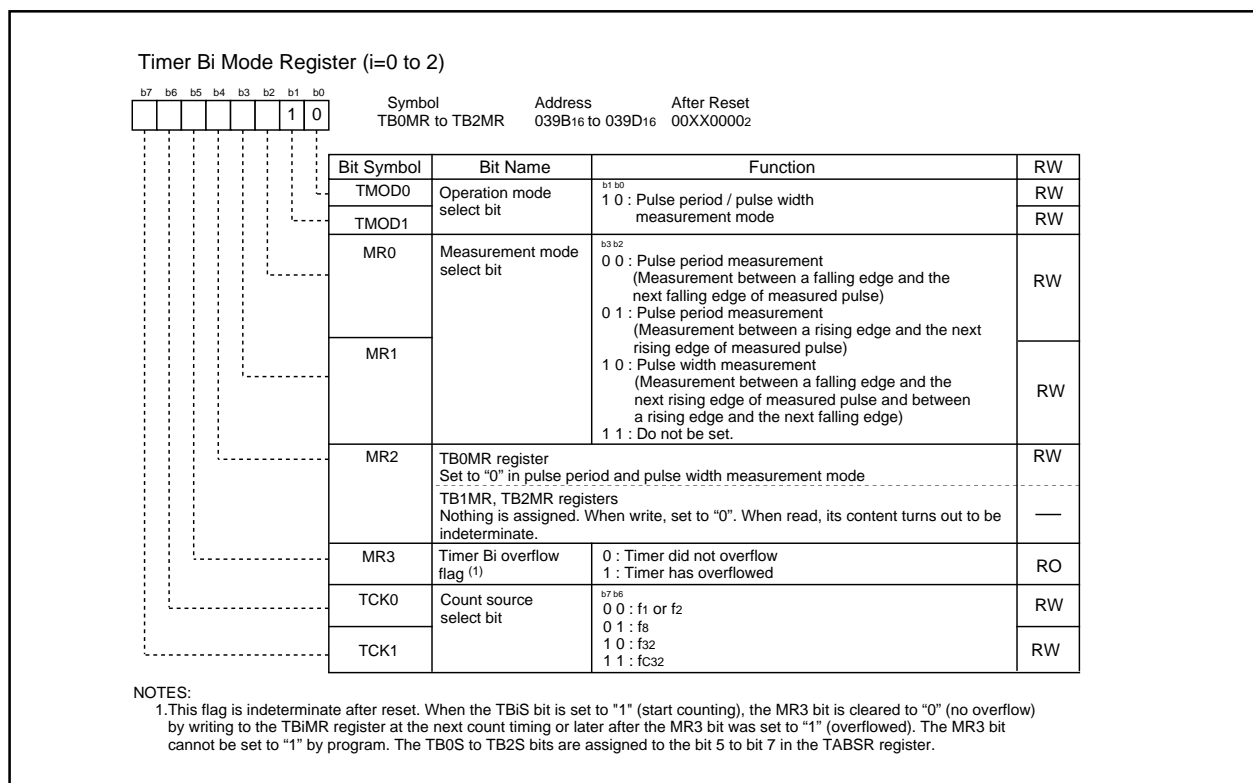 Timer Bi Mode Register (i=0 to 2)
b7 b6 b5 b4 b3 b2 b1 b0
1 0
Symbol Address After Reset
TB0MR to TB2MR 039B16 to 039D16 00XX00002
Bit Symbol Bit Name Function RW
TMOD0 Operation mode select bit b1 b0
1 0 : Pulse period / pulse width
measurement mode
RW
TMOD1 RW
MR0 Measurement mode
select bit
b3 b2
0 0 : Pulse period measurement
(Measurement between a falling edge and the
next falling edge of measured pulse)
0 1 : Pulse period measurement
(Measurement between a rising edge and the next
rising edge of measured pulse)
RW
MR1
1 0 : Pulse width measurement
(Measurement between a falling edge and the
next rising edge of measured pulse and between
a rising edge and the next falling edge)
1 1 : Do not be set.
RW
MR2 TB0MR register
Set to “0” in pulse period and pulse width measurement mode
RW
TB1MR, TB2MR registers
Nothing is assigned. When write, set to “0”. When read, its content turns out to be
indeterminate.
—
MR3 Timer Bi overflow
flag (1)
0 : Timer did not overflow
1 : Timer has overflowed
RO
TCK0 Count source
select bit
b7 b6
0 0 : f1 or f2
0 1 : f8
RW
TCK1
1 0 : f32
1 1 : fC32
RW
NOTES:
1.This flag is indeterminate after reset. When the TBiS bit is set to "1" (start counting), the MR3 bit is cleared to “0” (no overflow)
by writing to the TBiMR register at the next count timing or later after the MR3 bit was set to “1” (overflowed). The MR3 bit
cannot be set to “1” by program. The TB0S to TB2S bits are assigned to the bit 5 to bit 7 in the TABSR register.